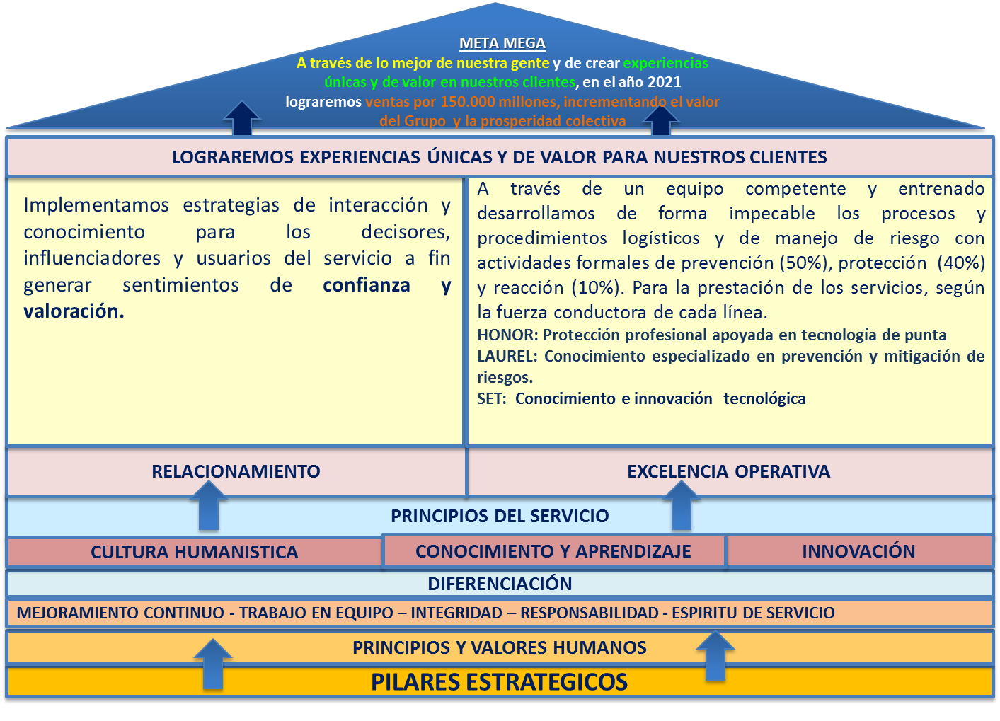 META MEGA
A través de lo mejor de nuestra gente y de crear experiencias
únicas y de valor en nuestros clientes, en el año 2021
lograremos ventas por 150.000 millones, incrementando el valor
del Grupo y la prosperidad colectiva
LOGRAREMOS EXPERIENCIAS ÚNICAS Y DE VALOR PARA NUESTROS CLIENTES
Implementamos estrategias de interacción y
conocimiento para los decisores,
influenciadores y usuarios del servicio a fin
generar sentimientos de confianza y
valoración.
A través de un equipo competente y entrenado
desarrollamos de forma impecable los procesos y
procedimientos logísticos y de manejo de riesgo con
actividades formales de prevención (50%), protección (40%)
y reacción (10%). Para la prestación de los servicios, según
la fuerza conductora de cada línea.
HONOR: Protección profesional apoyada en tecnología de punta
LAUREL: Conocimiento especializado en prevención y mitigación de
riesgos.
SET: Conocimiento e innovación tecnológica
RELACIONAMIENTO
EXCELENCIA OPERATIVA
PRINCIPIOS DEL SERVICIO
CULTURA HUMANISTICA
CONOCIMIENTO Y APRENDIZAJE
INNOVACIÓN
DIFERENCIACIÓN
MEJORAMIENTO CONTINUO - TRABAJO EN EQUIPO – INTEGRIDAD – RESPONSABILIDAD - ESPIRITU DE SERVICIO
PRINCIPIOS Y VALORES HUMANOS
PILARES ESTRATEGICOS